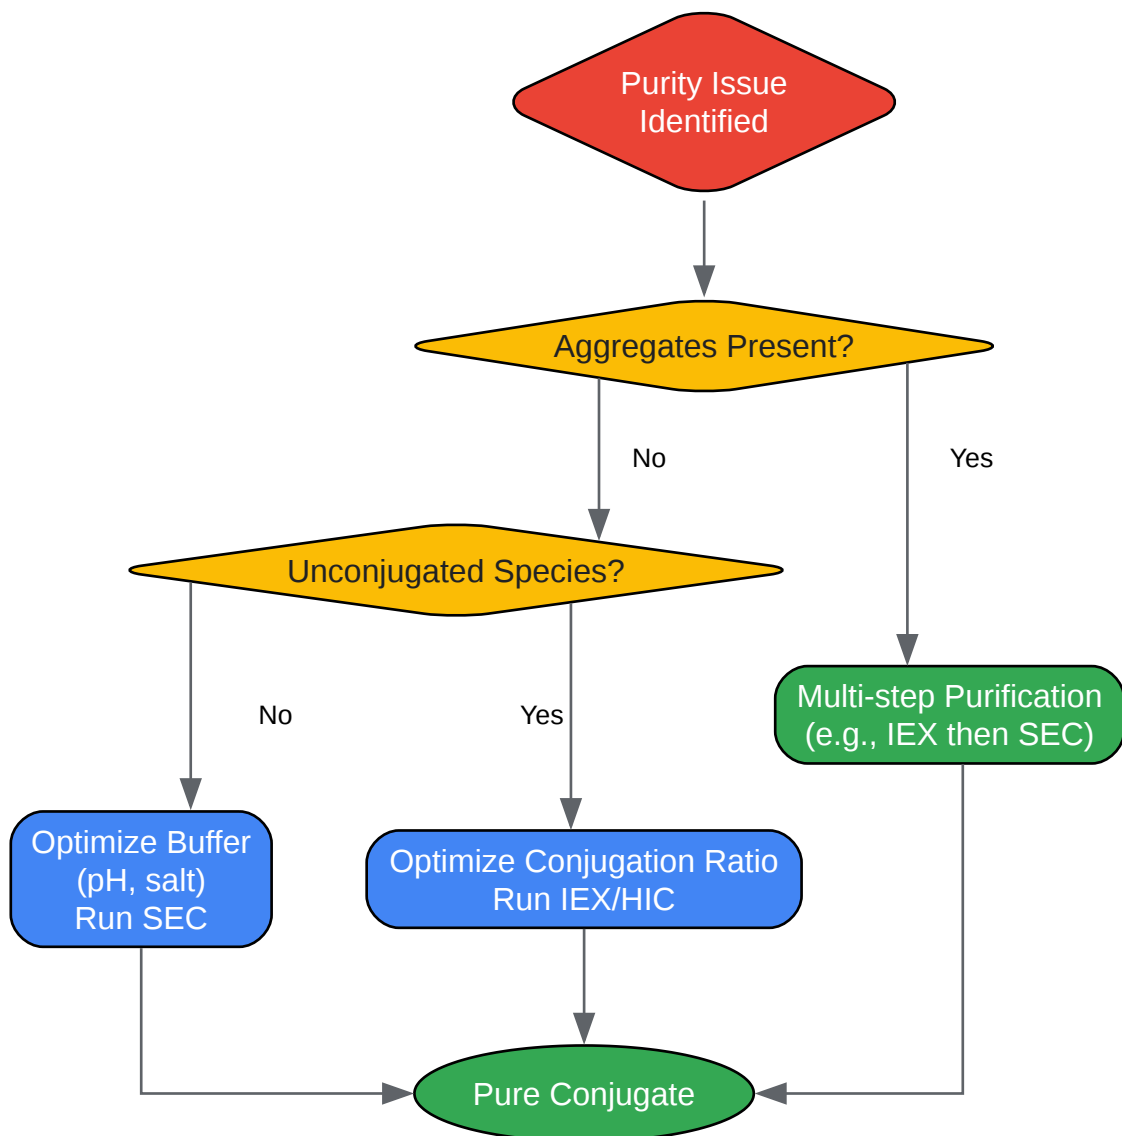 Purity Issue
Identified
Aggregates Present?
No
Yes
Unconjugated Species?
No
Yes
Multi-step Purification
(e.g., IEX then SEC)
Optimize Buffer
(pH, salt)
Run SEC
Optimize Conjugation Ratio
Run IEX/HIC
Pure Conjugate